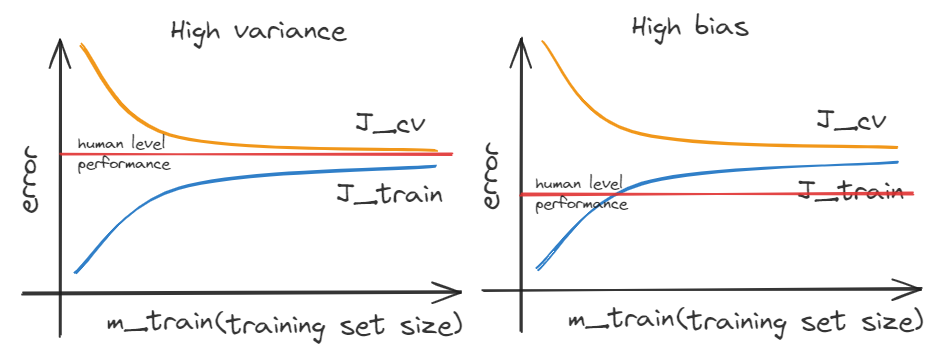 High variance
J_cv
human level
performance
J_train
error
m_train(training set size)
High bias
J_cv
human level
J_train
performance
error
m_train(training set size)